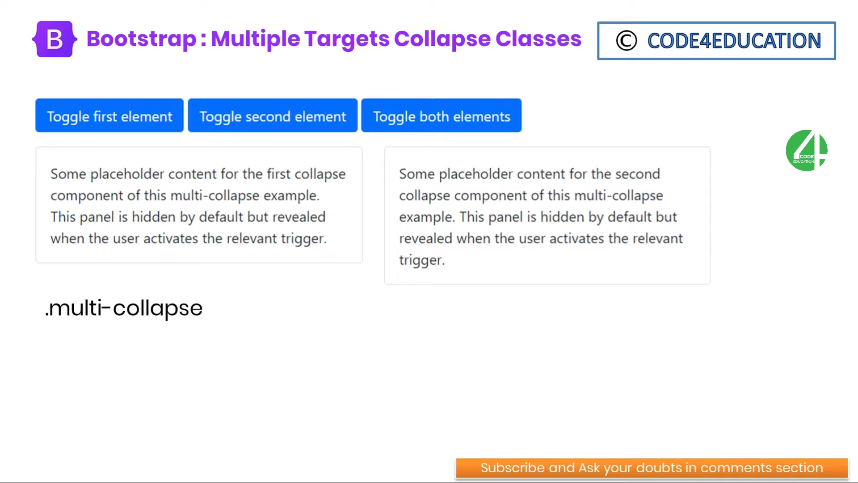 B Bootstrap : Multiple Targets Collapse Classes
© CODE4EDUCATION
Toggle first element Toggle second element Toggle both elements
4
CODE
EDUCATION
Some placeholder content for the first collapse
component of this multi-collapse example.
This panel is hidden by default but revealed
when the user activates the relevant trigger.
Some placeholder content for the second
collapse component of this multi-collapse
example. This panel is hidden by default but
revealed when the user activates the relevant
trigger.
.multi-collapse
Subscribe and Ask your doubts in comments section